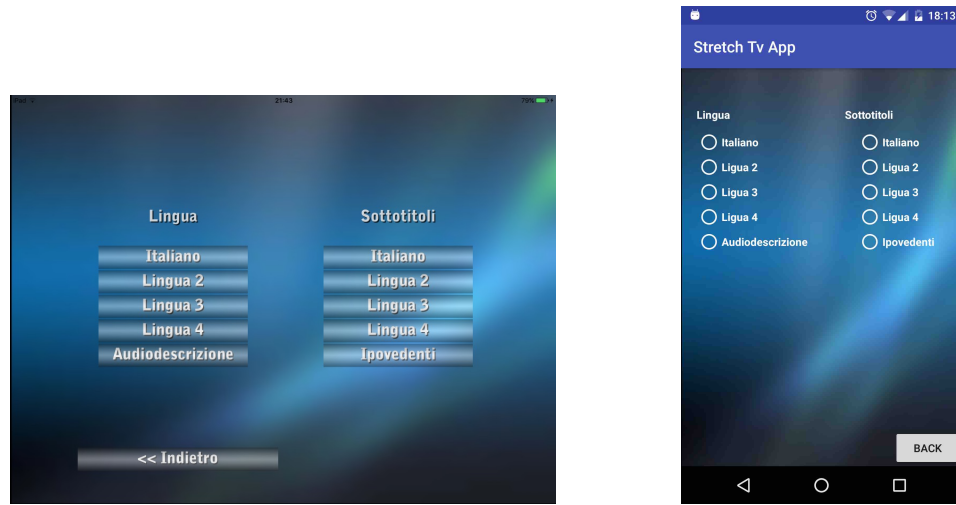 iPad
21:43
79%
Lingua Sottotitoli
Italiano Italiano
Lingua 2 Lingua 2
Lingua 3 Lingua 3
Lingua 4 Lingua 4
Audiodescrizione Ipovedenti
<< Indietro
18:13
Stretch Tv App
Lingua Sottotitoli
Italiano Italiano
Ligua 2 Ligua 2
Ligua 3 Ligua 3
Ligua 4 Ligua 4
Audiodescrizione Ipovedenti
BACK